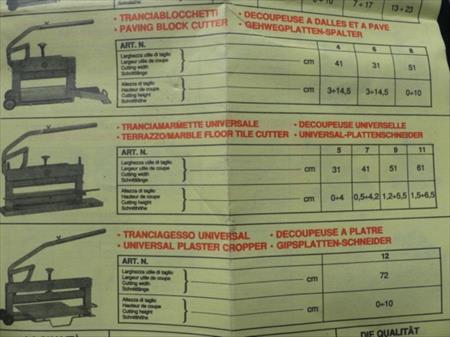 0÷10 7÷17 13÷23
• TRANCIABLOCCHETTI • DECOUPEUSE A DALLES ET A PAVE
• PAVING BLOCK CUTTER • GEHWEGPLATTEN-SPALTER
ART. N. 4 6 8
Larghezza utile di taglio
Largeur utile de coupe
Cutting width
Schnittlänge
cm 41 31 51
Altezza di taglio
Hauteur de coupe
Cutting height
Schnitthöhe
cm 3÷14,5 3÷14,5 0÷10
• TRANCIAMARMETTE UNIVERSALE • DECOUPEUSE UNIVERSELLE
• TERRAZZO/MARBLE FLOOR TILE CUTTER • UNIVERSAL-PLATTENSCHNEIDER
ART. N. 5 7 9 11
Larghezza utile di taglio
Largeur utile de coupe
Cutting width
Schnittlänge
cm 31 41 51 61
Altezza di taglio
Hauteur de coupe
Cutting height
Schnitthöhe
cm 0÷4 0,5÷4,2 1,2÷5,5 1,5÷6,5
• TRANCIAGESSO UNIVERSAL • DECOUPEUSE A PLATRE
• UNIVERSAL PLASTER CROPPER • GIPSPLATTEN-SCHNEIDER
ART. N. 12
Larghezza utile di taglio
Largeur utile de coupe
Cutting width
Schnittlänge
cm 72
Altezza di taglio
Hauteur de coupe
Cutting height
Schnitthöhe
cm 0÷10
DIE QUALITÄT